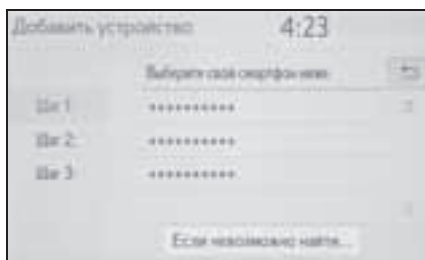 Добавить устройство 4:23
Выберите свой смартфон ниже
Шаг 1: **********
Шаг 2: **********
Шаг 3: **********
Если невозможно найти...